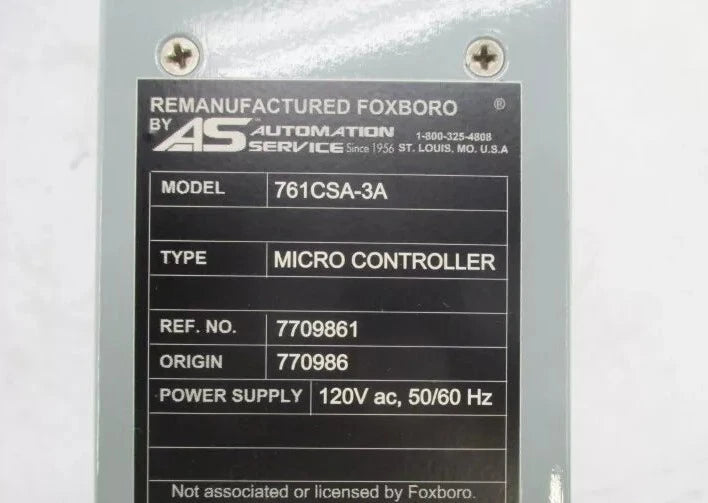 REMANUFACTURED FOXBORO ®
BY AS™ AUTOMATION SERVICE Since 1956 1-800-325-4808 ST. LOUIS, MO. U.S.A
MODEL 761CSA-3A
TYPE MICRO CONTROLLER
REF. NO. 7709861
ORIGIN 770986
POWER SUPPLY 120V ac, 50/60 Hz
Not associated or licensed by Foxboro.